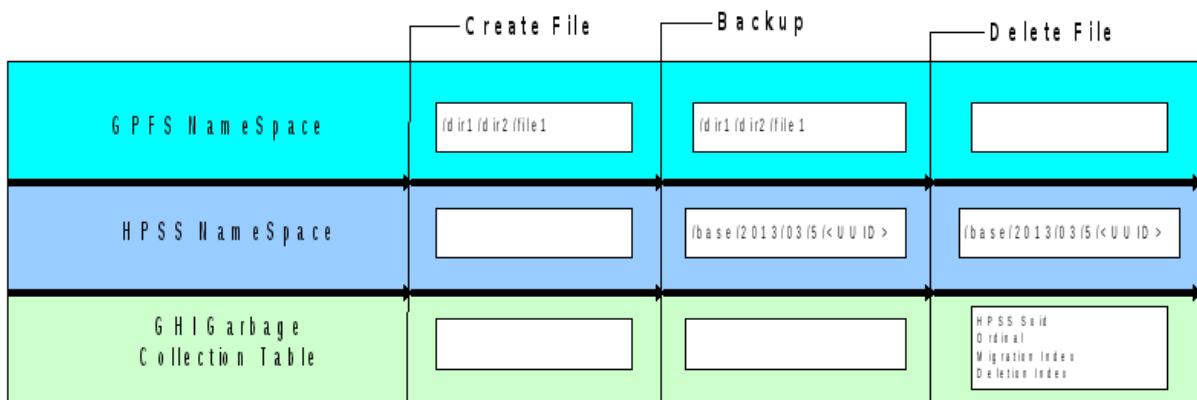 Create File
Backup
Delete File
GPFS NameSpace
/dir1/dir2/file1
/dir1/dir2/file1
HPSS NameSpace
/base/2013/03/5/<UUID>
/base/2013/03/5/<UUID>
GHI Garbage
Collection Table
HPSS Soid
Ordinal
Migration Index
Deletion Index